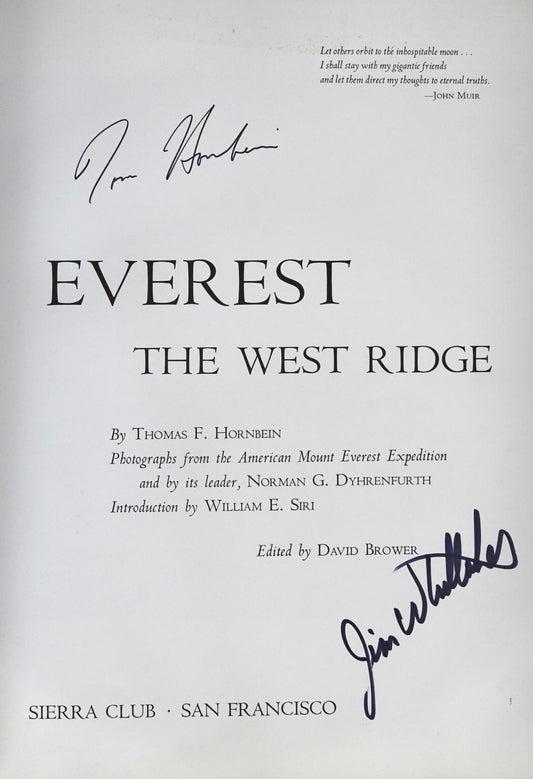 Let others orbit to the inhospitable moon . . .
I shall stay with my gigantic friends
and let them direct my thoughts to eternal truths.
—John Muir
Tom Hornbein
EVEREST
THE WEST RIDGE
By Thomas F. Hornbein
Photographs from the American Mount Everest Expedition
and by its leader, Norman G. Dyhrenfurth
Introduction by William E. Siri
Edited by David Brower
Jim Whittaker
SIERRA CLUB · SAN FRANCISCO